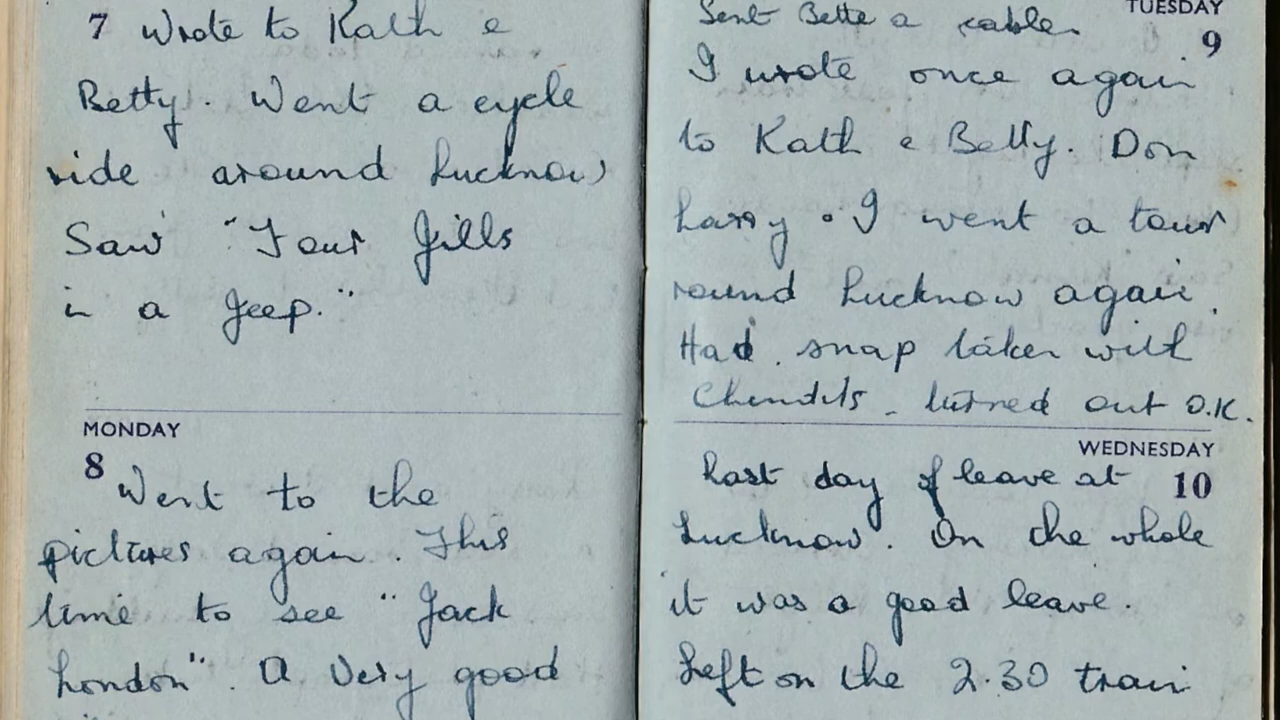 7 Wrote to Kath e
Betty. Went a cycle
ride around Lucknow
Saw "Four Jills
in a Jeep."
MONDAY
8
Went to the
pictures again. This
time to see "Jack
London". A Very good
TUESDAY
9
Sent Bette a cable.
I wrote once again
to Kath e Betty. Don
Larry & I went a tour
round Lucknow again.
Had snap taken with
Chindits - turned out O.K.
WEDNESDAY
10
Last day of leave at
Lucknow. On the whole
it was a good leave.
Left on the 2.30 train